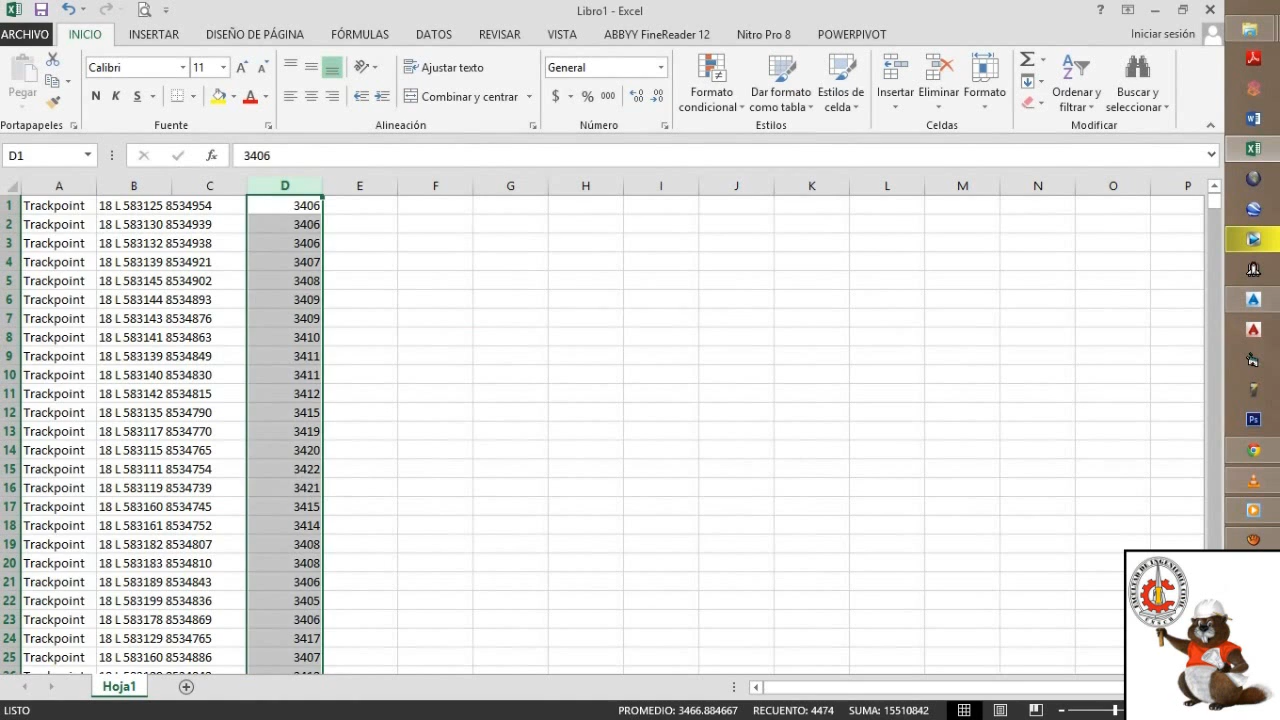 Libro1 - Excel
ARCHIVO INICIO INSERTAR DISEÑO DE PÁGINA FÓRMULAS DATOS REVISAR VISTA ABBYY FineReader 12 Nitro Pro 8 POWERPIVOT Iniciar sesión
Pegar
Calibri 11
N K S
Ajustar texto
Combinar y centrar
General
$ % 000
Formato condicional
Dar formato como tabla
Estilos de celda
Insertar Eliminar Formato
Ordenar y filtrar
Buscar y seleccionar
Portapapeles Fuente Alineación Número Estilos Celdas Modificar
D1 fx 3406
A B C D E F G H I J K L M N O P
1 Trackpoint 18 L 583125 8534954 3406
2 Trackpoint 18 L 583130 8534939 3406
3 Trackpoint 18 L 583132 8534938 3406
4 Trackpoint 18 L 583139 8534921 3407
5 Trackpoint 18 L 583145 8534902 3408
6 Trackpoint 18 L 583144 8534893 3409
7 Trackpoint 18 L 583143 8534876 3409
8 Trackpoint 18 L 583141 8534863 3410
9 Trackpoint 18 L 583139 8534849 3411
10 Trackpoint 18 L 583140 8534830 3411
11 Trackpoint 18 L 583142 8534815 3412
12 Trackpoint 18 L 583135 8534790 3415
13 Trackpoint 18 L 583117 8534770 3419
14 Trackpoint 18 L 583115 8534765 3420
15 Trackpoint 18 L 583111 8534754 3422
16 Trackpoint 18 L 583119 8534739 3421
17 Trackpoint 18 L 583160 8534745 3415
18 Trackpoint 18 L 583161 8534752 3414
19 Trackpoint 18 L 583182 8534807 3408
20 Trackpoint 18 L 583183 8534810 3408
21 Trackpoint 18 L 583189 8534843 3406
22 Trackpoint 18 L 583199 8534836 3405
23 Trackpoint 18 L 583178 8534869 3406
24 Trackpoint 18 L 583129 8534765 3417
25 Trackpoint 18 L 583160 8534886 3407
Hoja1
LISTO PROMEDIO: 3466.884667 RECUENTO: 4474 SUMA: 15510842
Ps